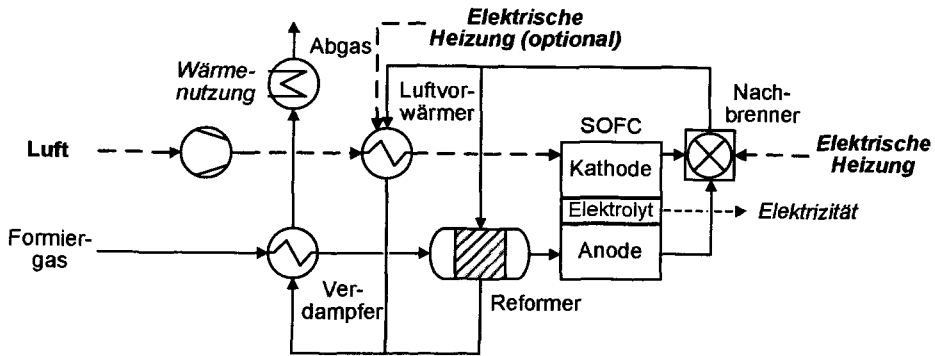 Elektrische
Heizung (optional)
Abgas
Wärme-
nutzung
Luftvor-
wärmer
Nach-
brenner
SOFC
Luft
Kathode
Elektrische
Heizung
Elektrolyt
Elektrizität
Formier-
gas
Anode
Ver-
dampfer
Reformer